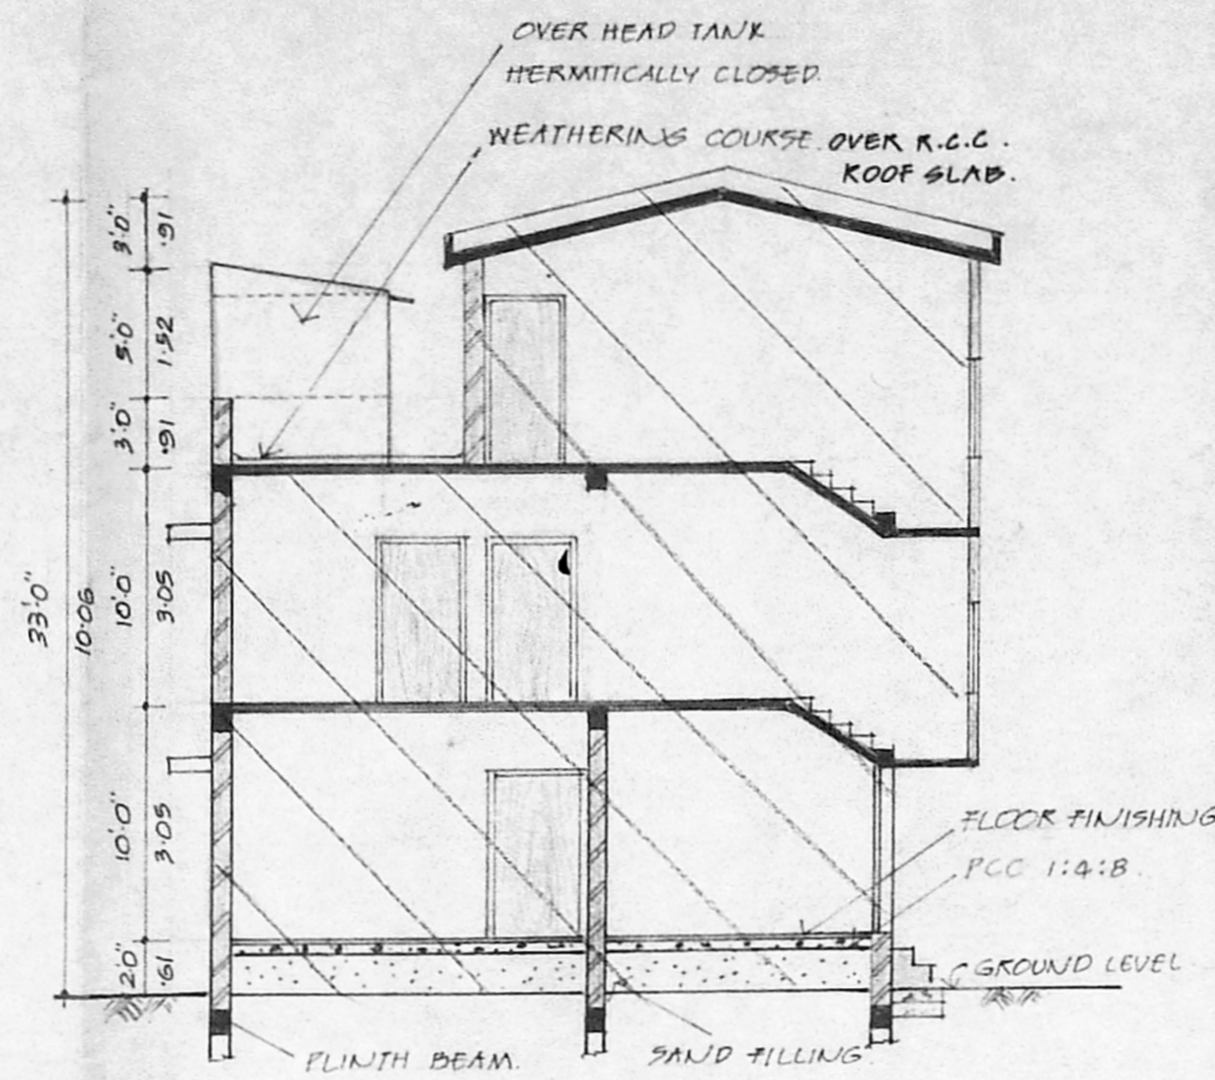 OVER HEAD TANK
HERMITICALLY CLOSED.
WEATHERING COURSE. OVER R.C.C.
ROOF SLAB.
3'0"
.91
5'0"
1.52
3'0"
.91
33'0"
10.06
10'0"
3.05
10'0"
3.05
2'0"
.61
FLOOR FINISHING
PCC 1:4:8.
GROUND LEVEL
PLINTH BEAM.
SAND FILLING.